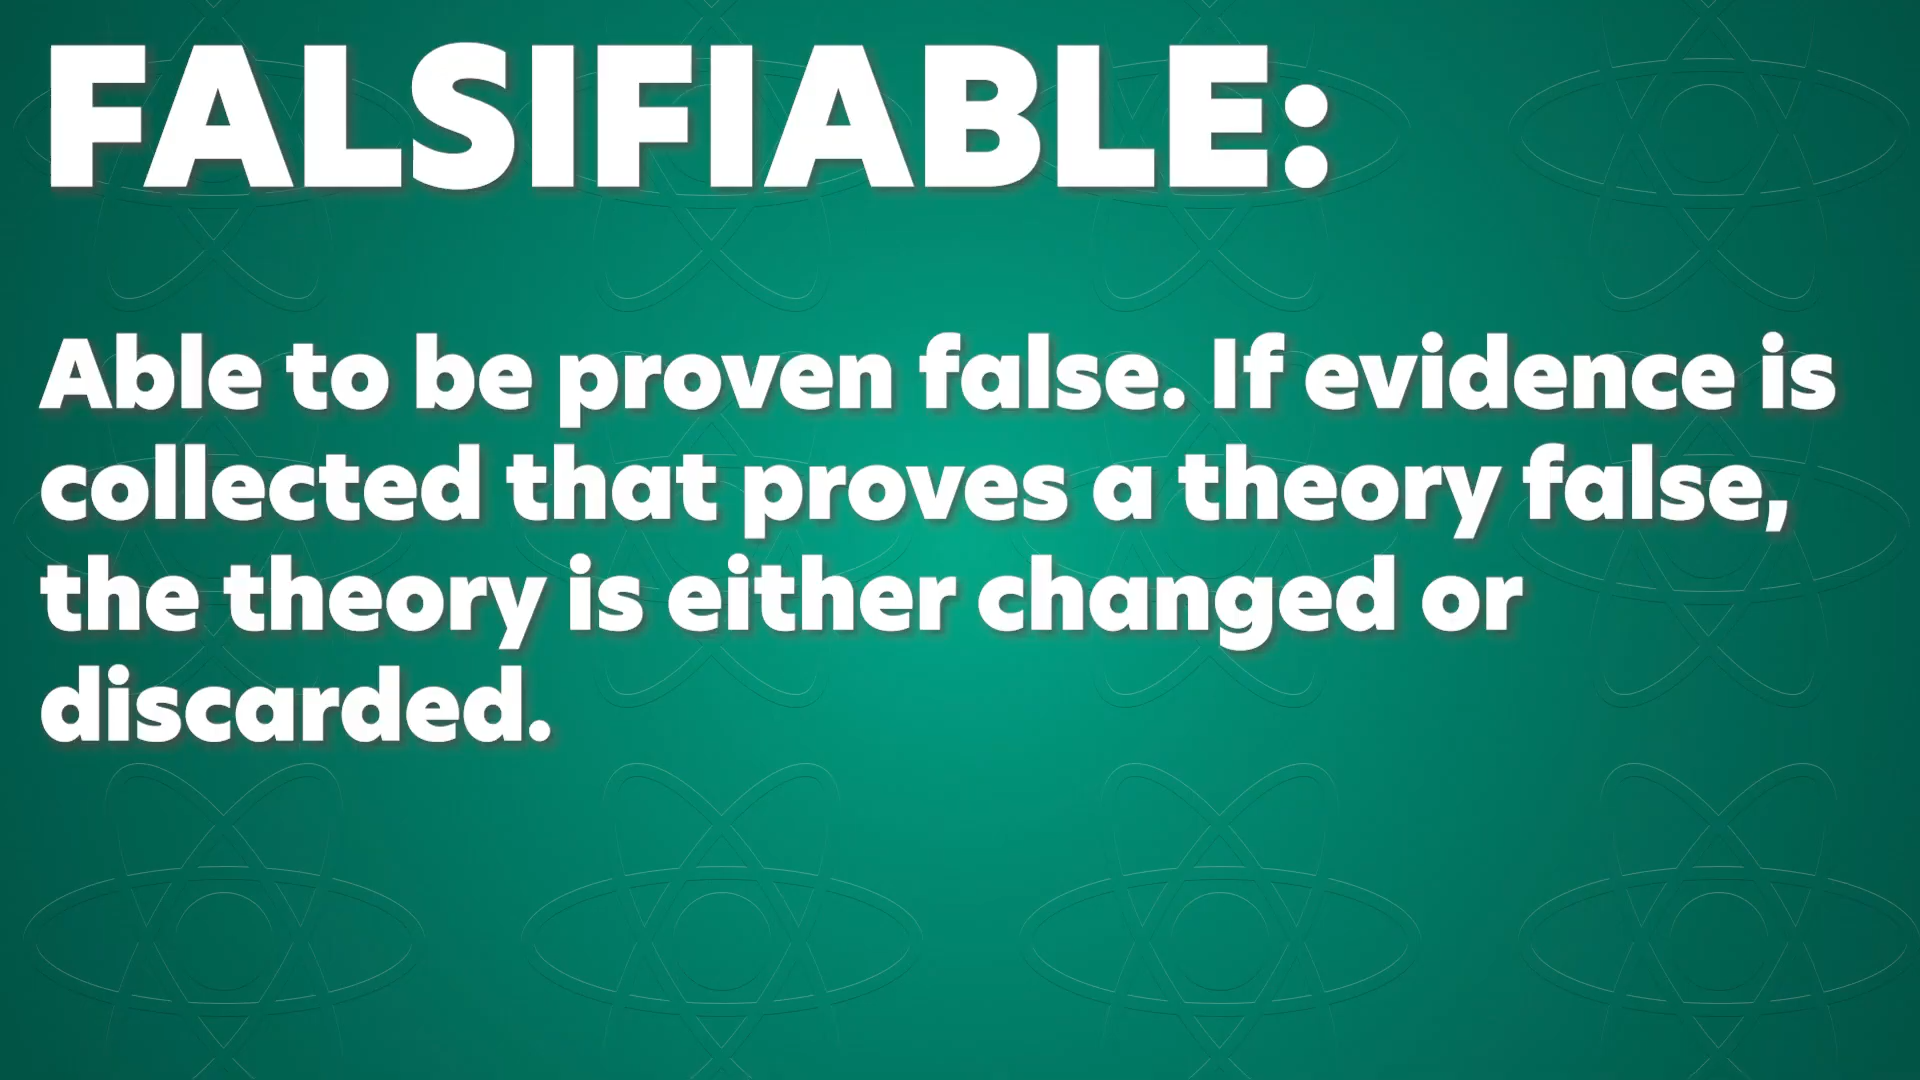 FALSIFIABLE:
Able to be proven false. If evidence is
collected that proves a theory false,
the theory is either changed or
discarded.